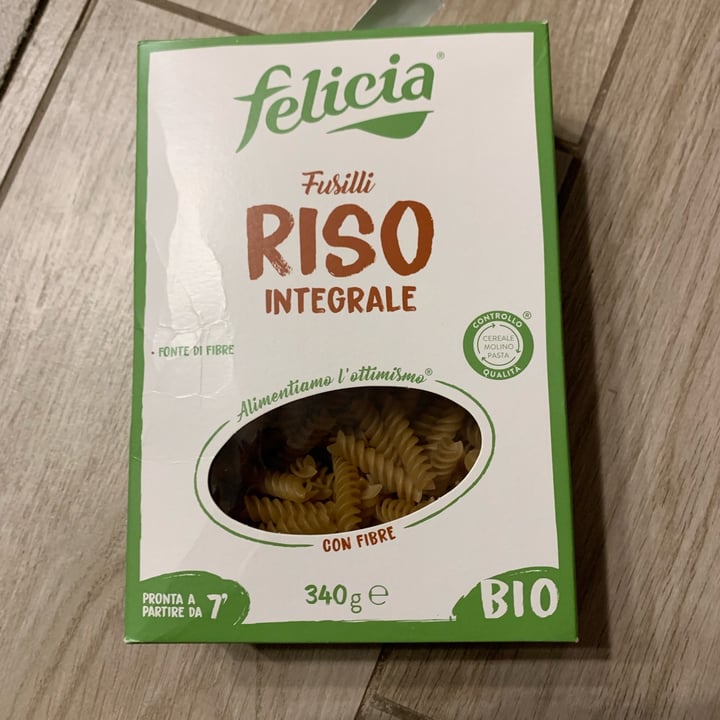 felicia®
Fusilli
RISO
INTEGRALE
• FONTE DI FIBRE
CONTROLLO ®
CEREALE
MOLINO
PASTA
QUALITÀ
Alimentiamo l'ottimismo®
CON FIBRE
PRONTA A
PARTIRE DA 7'
340g e
BIO